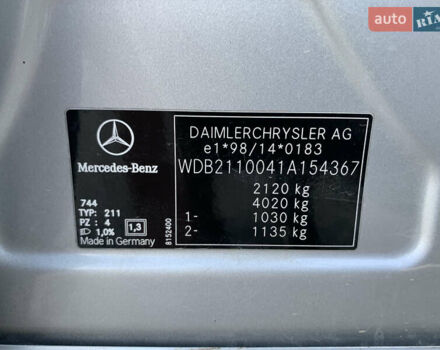 auto RIA
DAIMLERCHRYSLER AG
e1*98/14*0183
WDB2110041A154367
2120 kg
4020 kg
1- 1030 kg
2- 1135 kg
Mercedes-Benz
744
TYP: 211
PZ : 4
1,0% 1,3
Made in Germany
8152400